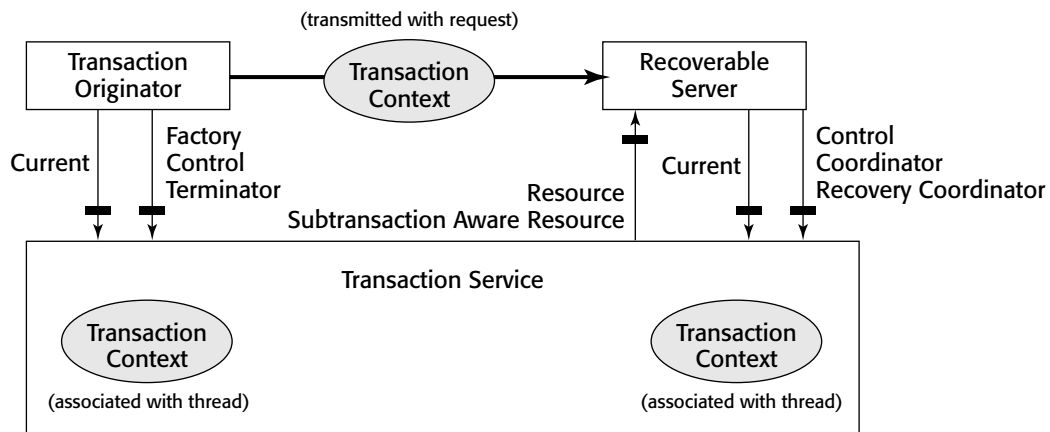 (transmitted with request)
Transaction
Originator
Transaction
Context
Recoverable
Server
Current
Factory
Control
Terminator
Resource
Subtransaction Aware Resource
Current
Control
Coordinator
Recovery Coordinator
Transaction Service
Transaction
Context
(associated with thread)
Transaction
Context
(associated with thread)